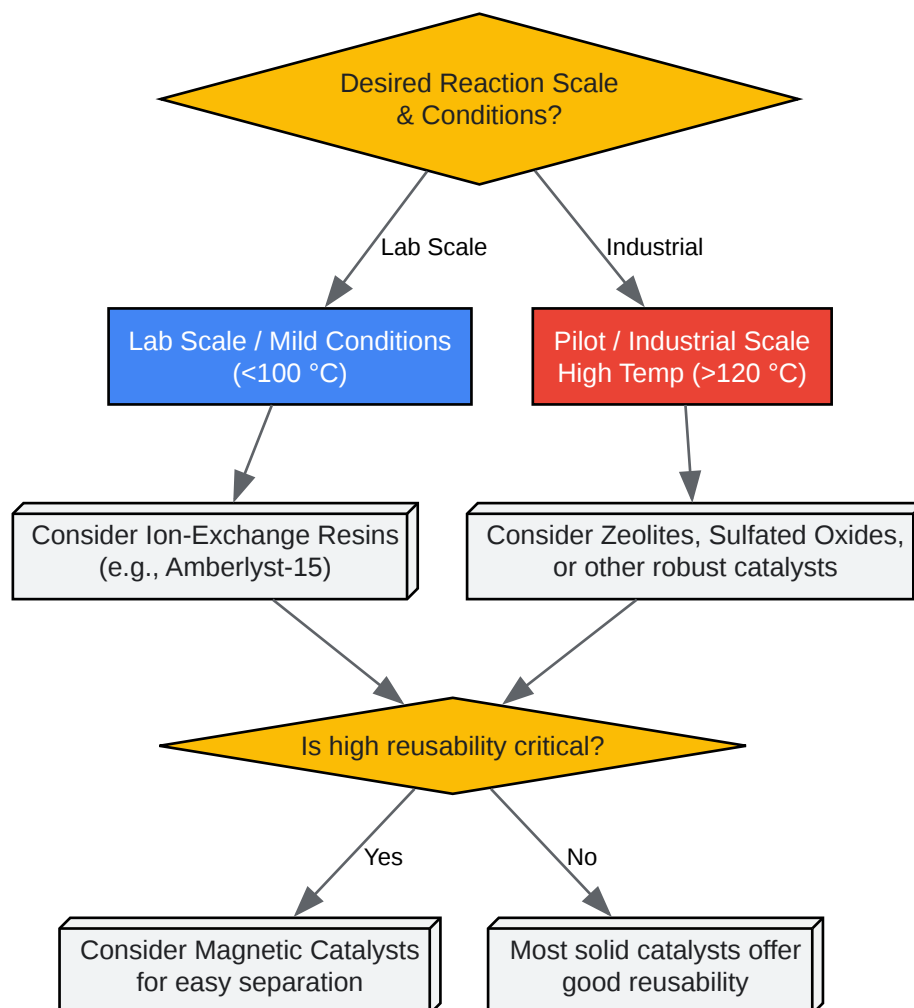 Desired Reaction Scale
& Conditions?
Lab Scale
Industrial
Lab Scale / Mild Conditions
(<100 °C)
Pilot / Industrial Scale
High Temp (>120 °C)
Consider Ion-Exchange Resins
(e.g., Amberlyst-15)
Consider Zeolites, Sulfated Oxides,
or other robust catalysts
Is high reusability critical?
Yes
No
Consider Magnetic Catalysts
for easy separation
Most solid catalysts offer
good reusability